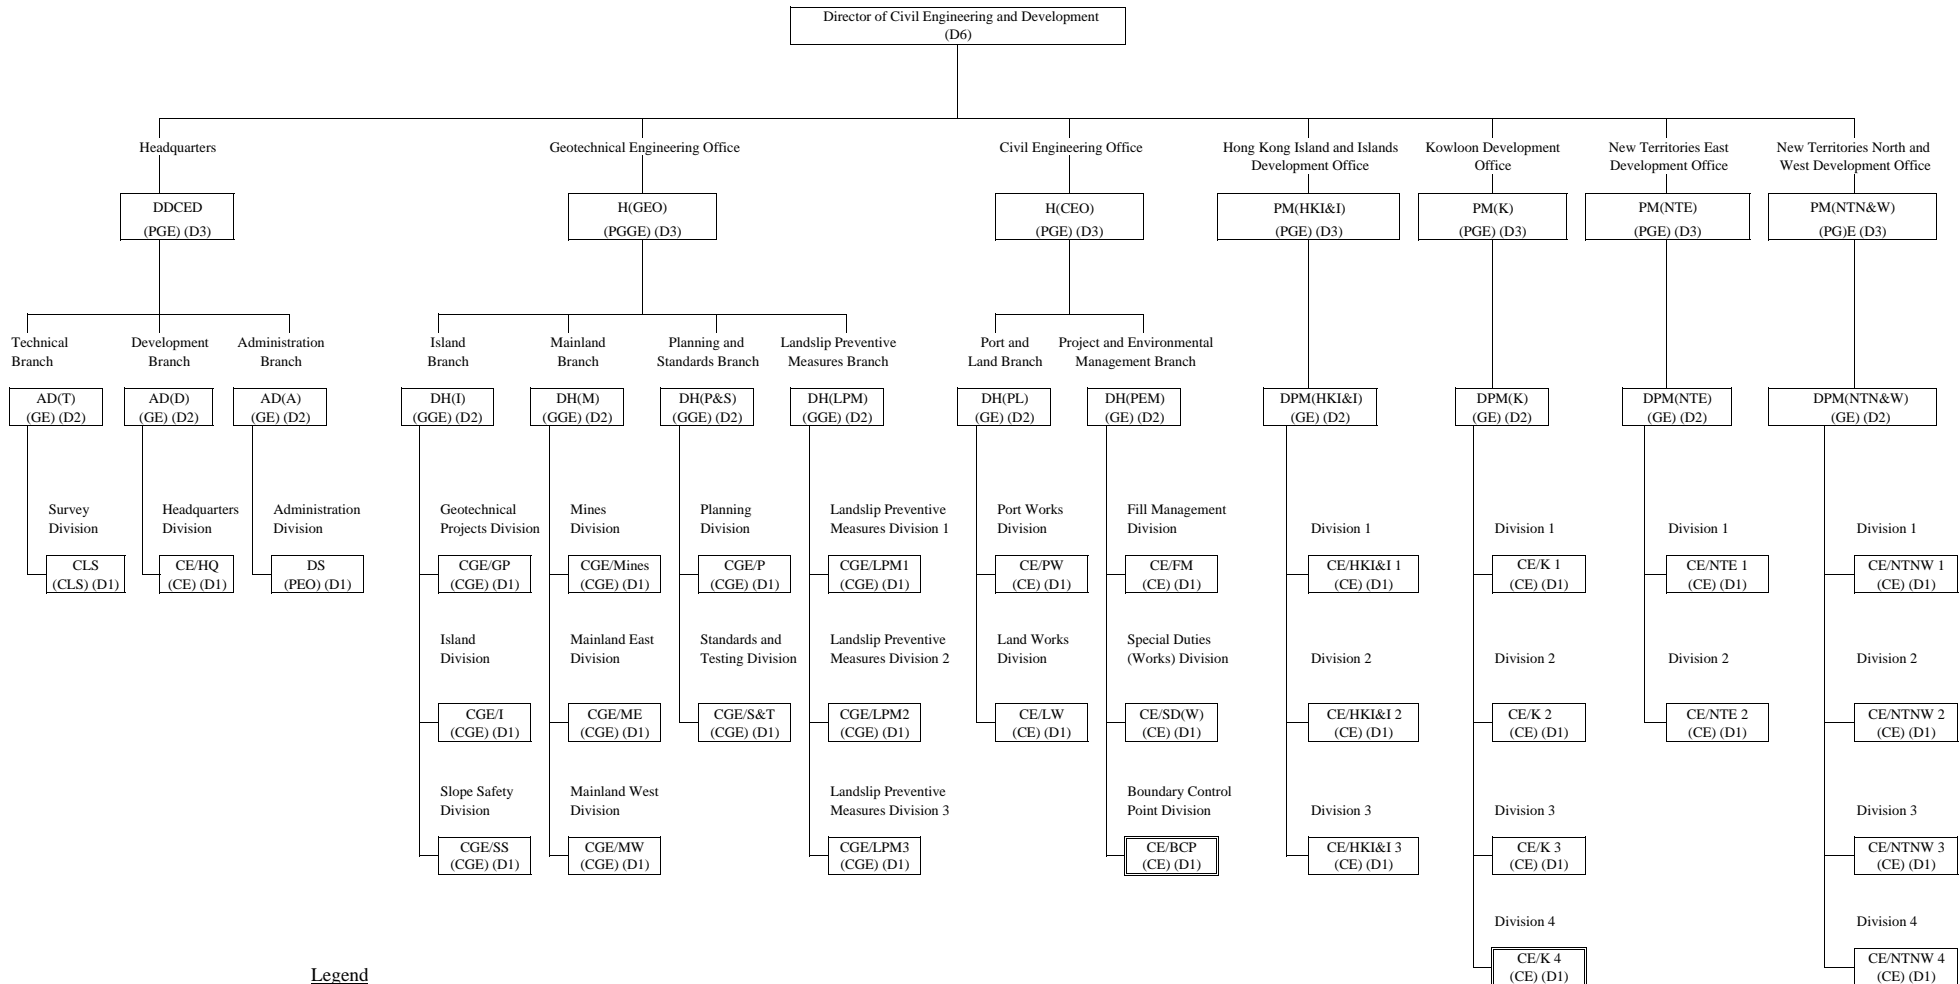 Director of Civil Engineering and Development
(D6)
Headquarters
Geotechnical Engineering Office
Civil Engineering Office
Hong Kong Island and Islands
Development Office
Kowloon Development
Office
New Territories East
Development Office
New Territories North and
West Development Office
DDCED
(PGE) (D3)
H(GEO)
(PGGE) (D3)
H(CEO)
(PGE) (D3)
PM(HKI&I)
(PGE) (D3)
PM(K)
(PGE) (D3)
PM(NTE)
(PGE) (D3)
PM(NTN&W)
(PG)E (D3)
Technical
Branch
Development
Branch
Administration
Branch
Island
Branch
Mainland
Branch
Planning and
Standards Branch
Landslip Preventive
Measures Branch
Port and
Land Branch
Project and Environmental
Management Branch
AD(T)
(GE) (D2)
AD(D)
(GE) (D2)
AD(A)
(GE) (D2)
DH(I)
(GGE) (D2)
DH(M)
(GGE) (D2)
DH(P&S)
(GGE) (D2)
DH(LPM)
(GGE) (D2)
DH(PL)
(GE) (D2)
DH(PEM)
(GE) (D2)
DPM(HKI&I)
(GE) (D2)
DPM(K)
(GE) (D2)
DPM(NTE)
(GE) (D2)
DPM(NTN&W)
(GE) (D2)
Survey
Division
Headquarters
Division
Administration
Division
Geotechnical
Projects Division
Mines
Division
Planning
Division
Landslip Preventive
Measures Division 1
Port Works
Division
Fill Management
Division
Division 1
Division 1
Division 1
Division 1
CLS
(CLS) (D1)
CE/HQ
(CE) (D1)
DS
(PEO) (D1)
CGE/GP
(CGE) (D1)
CGE/Mines
(CGE) (D1)
CGE/P
(CGE) (D1)
CGE/LPM1
(CGE) (D1)
CE/PW
(CE) (D1)
CE/FM
(CE) (D1)
CE/HKI&I 1
(CE) (D1)
CE/K 1
(CE) (D1)
CE/NTE 1
(CE) (D1)
CE/NTNW 1
(CE) (D1)
Island
Division
Mainland East
Division
Standards and
Testing Division
Landslip Preventive
Measures Division 2
Land Works
Division
Special Duties
(Works) Division
Division 2
Division 2
Division 2
Division 2
CGE/I
(CGE) (D1)
CGE/ME
(CGE) (D1)
CGE/S&T
(CGE) (D1)
CGE/LPM2
(CGE) (D1)
CE/LW
(CE) (D1)
CE/SD(W)
(CE) (D1)
CE/HKI&I 2
(CE) (D1)
CE/K 2
(CE) (D1)
CE/NTE 2
(CE) (D1)
CE/NTNW 2
(CE) (D1)
Slope Safety
Division
Mainland West
Division
Landslip Preventive
Measures Division 3
Boundary Control
Point Division
Division 3
Division 3
Division 3
CGE/SS
(CGE) (D1)
CGE/MW
(CGE) (D1)
CGE/LPM3
(CGE) (D1)
CE/BCP
(CE) (D1)
CE/HKI&I 3
(CE) (D1)
CE/K 3
(CE) (D1)
CE/NTNW 3
(CE) (D1)
Division 4
Division 4
CE/K 4
(CE) (D1)
CE/NTNW 4
(CE) (D1)
Legend